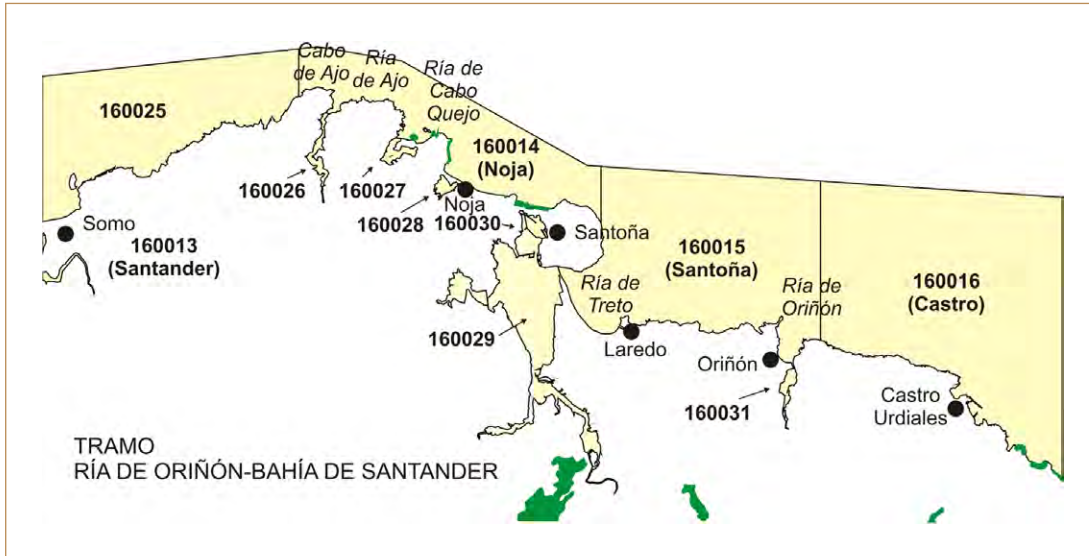 Cabo
de Ajo
Ría
de Ajo
Ría de
Cabo
Quejo
160025
160014
(Noja)
160026
160027
160028
Noja
160030
Somo
160013
(Santander)
Santoña
160015
(Santoña)
Ría de
Oriñón
160016
(Castro)
Ría de
Treto
160029
Laredo
Oriñón
160031
Castro
Urdiales
TRAMO
RÍA DE ORIÑÓN-BAHÍA DE SANTANDER